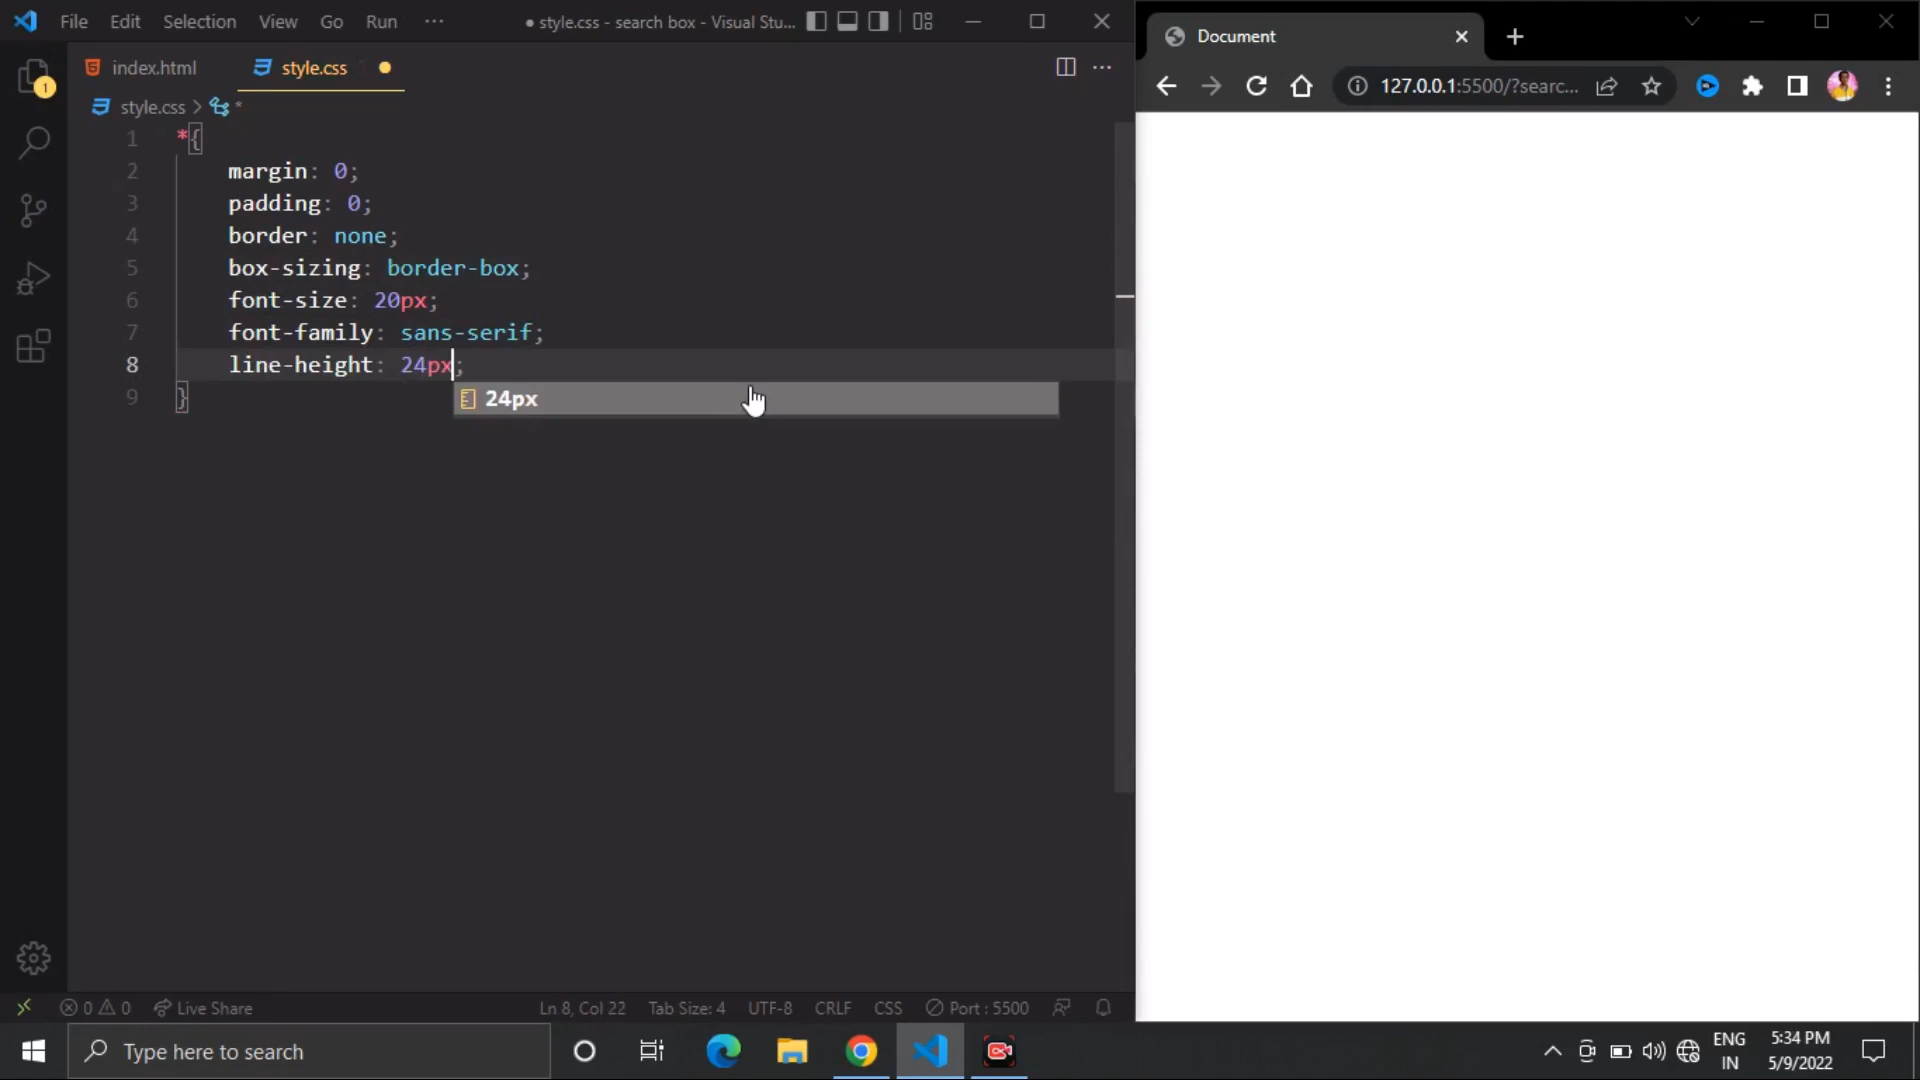 File Edit Selection View Go Run ··· ● style.css - search box - Visual Stu...
index.html style.css 1
style.css > *
1 *{
2 margin: 0;
3 padding: 0;
4 border: none;
5 box-sizing: border-box;
6 font-size: 20px;
7 font-family: sans-serif;
8 line-height: 24px;
24px
9 }
0 0 Live Share Ln 8, Col 22 Tab Size: 4 UTF-8 CRLF CSS Port : 5500
Document
127.0.0.1:5500/?searc...
Type here to search
ENG
IN
5:34 PM
5/9/2022